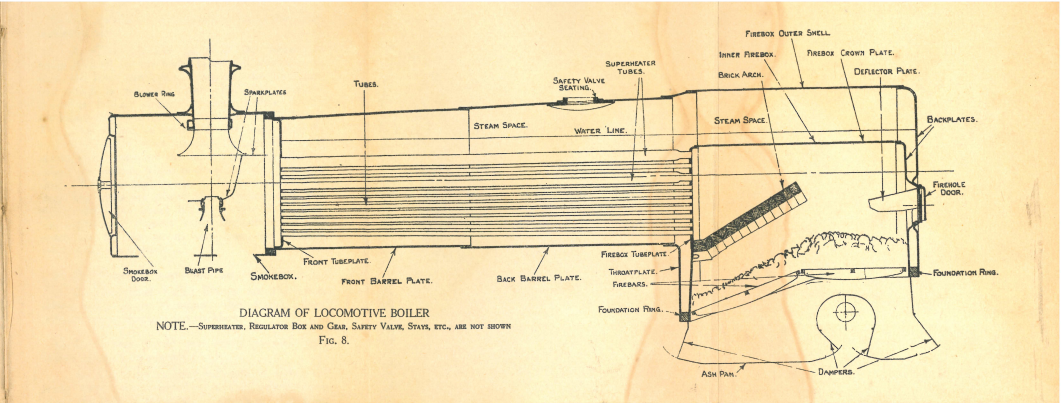 FIREBOX OUTER SHELL.
INNER FIREBOX.
FIREBOX CROWN PLATE.
BRICK ARCH.
DEFLECTOR PLATE.
SUPERHEATER
TUBES.
SAFETY VALVE
SEATING.
TUBES.
BLOWER RING
SPARKPLATES
STEAM SPACE.
WATER LINE.
STEAM SPACE.
BACKPLATES.
FIREHOLE
DOOR.
SMOKEBOX
DOOR.
BLAST PIPE
SMOKEBOX.
FRONT TUBEPLATE.
FRONT BARREL PLATE.
BACK BARREL PLATE.
FIREBOX TUBEPLATE
THROATPLATE.
FIREBARS.
FOUNDATION RING.
FOUNDATION RING.
ASH PAN.
DAMPERS.
DIAGRAM OF LOCOMOTIVE BOILER
NOTE.—SUPERHEATER, REGULATOR BOX AND GEAR, SAFETY VALVE, STAYS, ETC., ARE NOT SHOWN
FIG. 8.